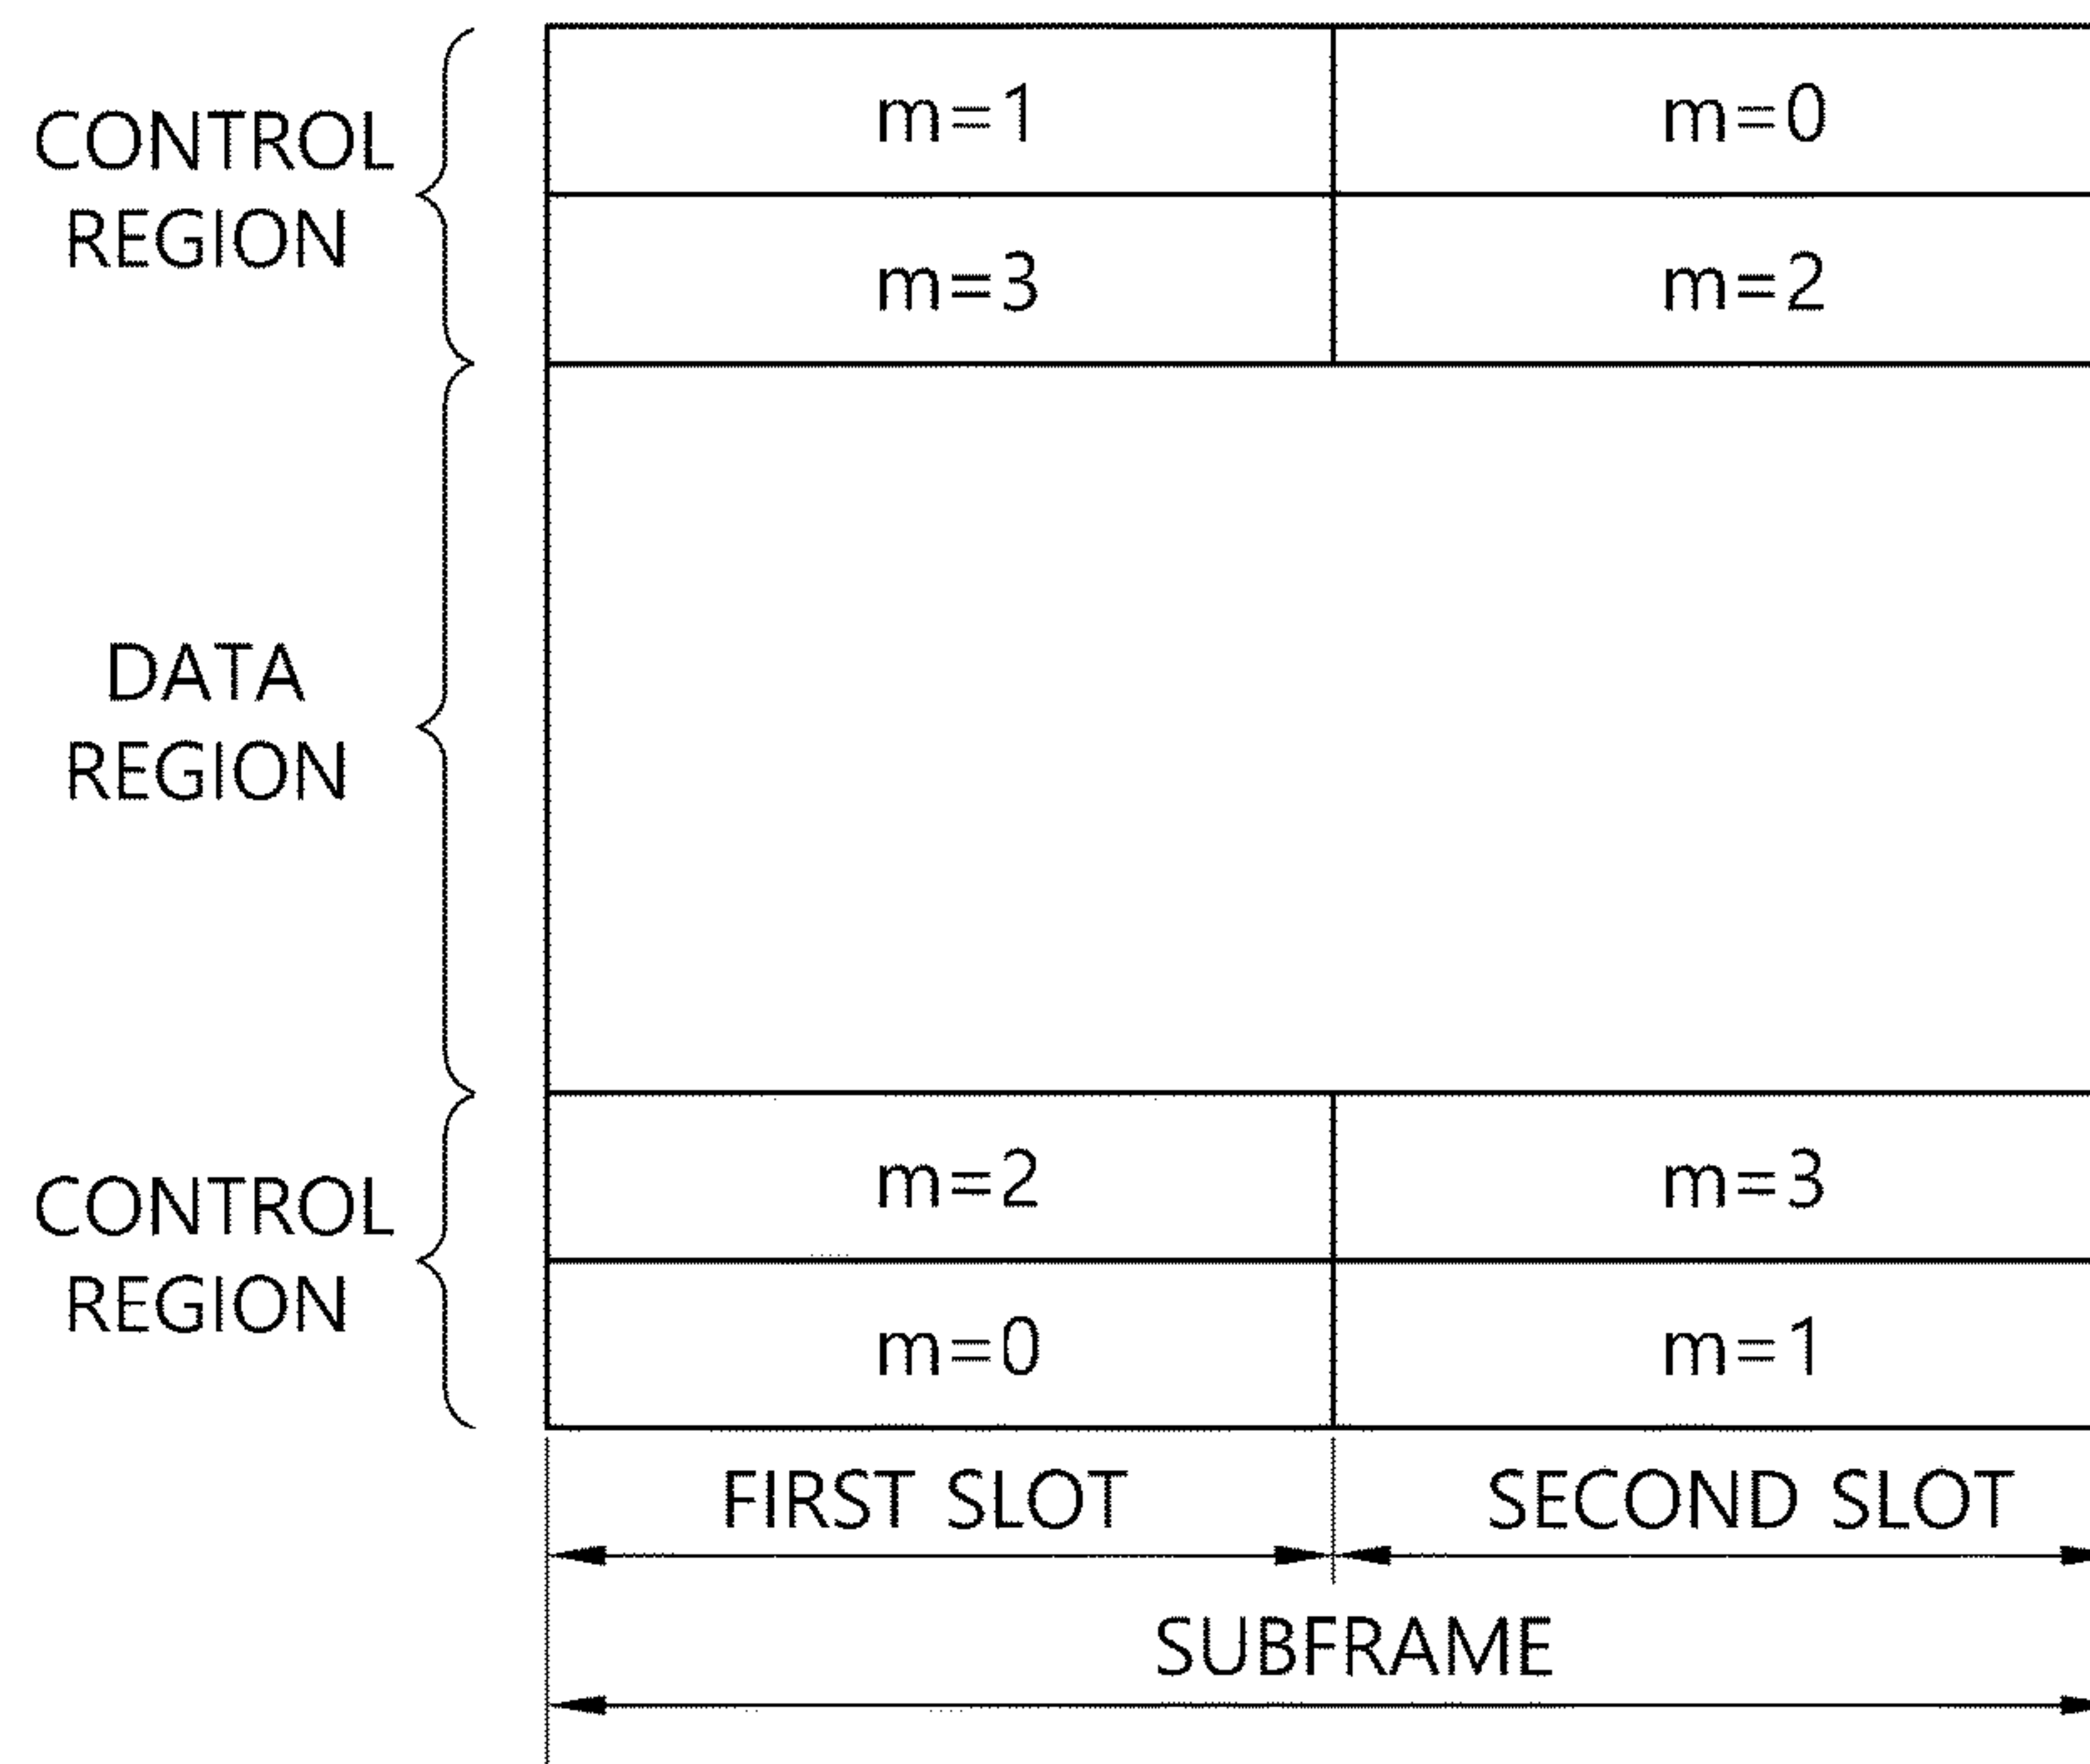 CONTROL
REGION
m=1
m=0
m=3
m=2
DATA
REGION
CONTROL
REGION
m=2
m=3
m=0
m=1
FIRST SLOT
SECOND SLOT
SUBFRAME